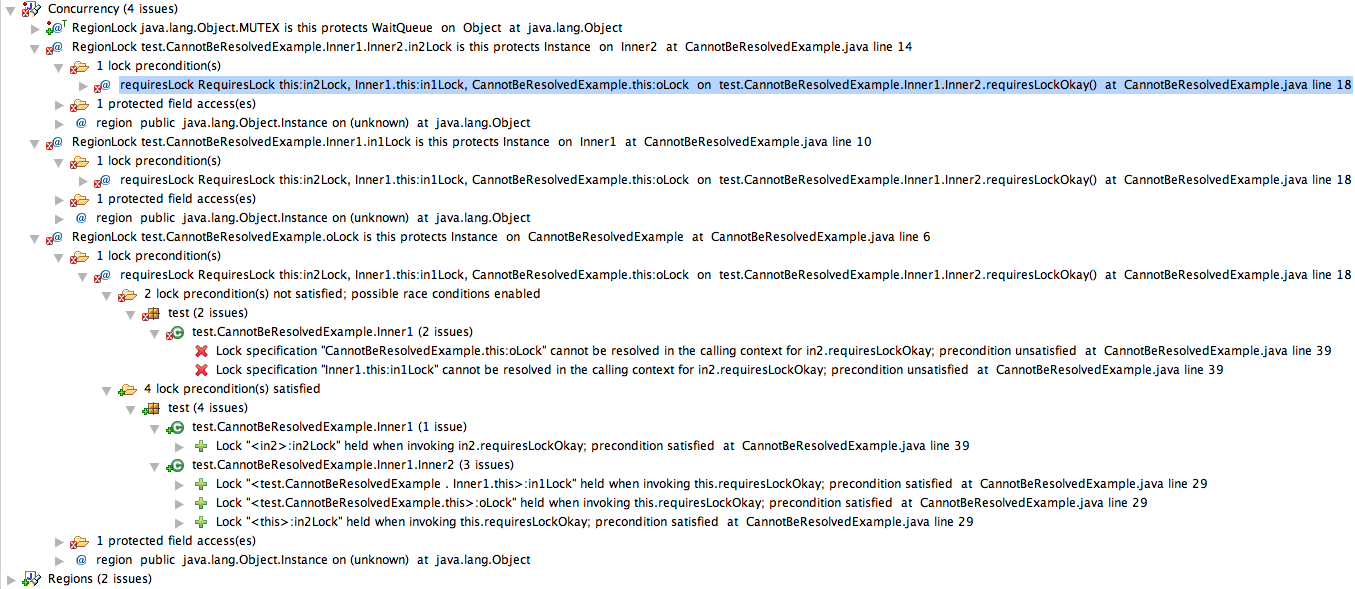 Concurrency (4 issues)
RegionLock java.lang.Object.MUTEX is this protects WaitQueue on Object at java.lang.Object
RegionLock test.CannotBeResolvedExample.Inner1.Inner2.in2Lock is this protects Instance on Inner2 at CannotBeResolvedExample.java line 14
1 lock precondition(s)
requiresLock RequiresLock this:in2Lock, Inner1.this:in1Lock, CannotBeResolvedExample.this:oLock on test.CannotBeResolvedExample.Inner1.Inner2.requiresLockOkay() at CannotBeResolvedExample.java line 18
1 protected field access(es)
region public java.lang.Object.Instance on (unknown) at java.lang.Object
RegionLock test.CannotBeResolvedExample.Inner1.in1Lock is this protects Instance on Inner1 at CannotBeResolvedExample.java line 10
1 lock precondition(s)
requiresLock RequiresLock this:in2Lock, Inner1.this:in1Lock, CannotBeResolvedExample.this:oLock on test.CannotBeResolvedExample.Inner1.Inner2.requiresLockOkay() at CannotBeResolvedExample.java line 18
1 protected field access(es)
region public java.lang.Object.Instance on (unknown) at java.lang.Object
RegionLock test.CannotBeResolvedExample.oLock is this protects Instance on CannotBeResolvedExample at CannotBeResolvedExample.java line 6
1 lock precondition(s)
requiresLock RequiresLock this:in2Lock, Inner1.this:in1Lock, CannotBeResolvedExample.this:oLock on test.CannotBeResolvedExample.Inner1.Inner2.requiresLockOkay() at CannotBeResolvedExample.java line 18
2 lock precondition(s) not satisfied; possible race conditions enabled
test (2 issues)
test.CannotBeResolvedExample.Inner1 (2 issues)
Lock specification "CannotBeResolvedExample.this:oLock" cannot be resolved in the calling context for in2.requiresLockOkay; precondition unsatisfied at CannotBeResolvedExample.java line 39
Lock specification "Inner1.this:in1Lock" cannot be resolved in the calling context for in2.requiresLockOkay; precondition unsatisfied at CannotBeResolvedExample.java line 39
4 lock precondition(s) satisfied
test (4 issues)
test.CannotBeResolvedExample.Inner1 (1 issue)
Lock "<in2>:in2Lock" held when invoking in2.requiresLockOkay; precondition satisfied at CannotBeResolvedExample.java line 39
test.CannotBeResolvedExample.Inner1.Inner2 (3 issues)
Lock "<test.CannotBeResolvedExample . Inner1.this>:in1Lock" held when invoking this.requiresLockOkay; precondition satisfied at CannotBeResolvedExample.java line 29
Lock "<test.CannotBeResolvedExample.this>:oLock" held when invoking this.requiresLockOkay; precondition satisfied at CannotBeResolvedExample.java line 29
Lock "<this>:in2Lock" held when invoking this.requiresLockOkay; precondition satisfied at CannotBeResolvedExample.java line 29
1 protected field access(es)
region public java.lang.Object.Instance on (unknown) at java.lang.Object
Regions (2 issues)